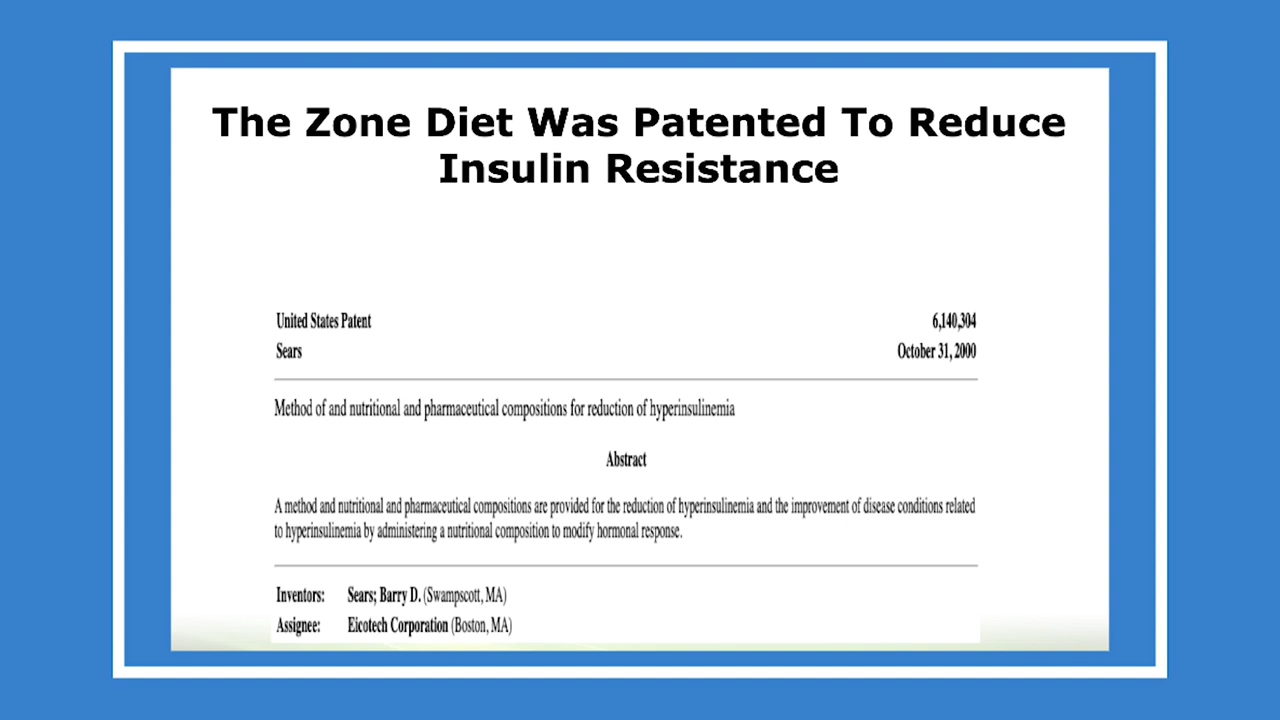 The Zone Diet Was Patented To Reduce
Insulin Resistance
United States Patent 6,140,304
Sears October 31, 2000
Method of and nutritional and pharmaceutical compositions for reduction of hyperinsulinemia
Abstract
A method and nutritional and pharmaceutical compositions are provided for the reduction of hyperinsulinemia and the improvement of disease conditions related
to hyperinsulinemia by administering a nutritional composition to modify hormonal response.
Inventors: Sears; Barry D. (Swampscott, MA)
Assignee: Eicotech Corporation (Boston, MA)